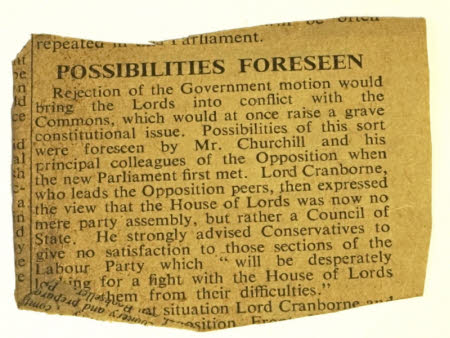 repeated in Parliament.
POSSIBILITIES FORESEEN
Rejection of the Government motion would
bring the Lords into conflict with the
Commons, which would at once raise a grave
constitutional issue. Possibilities of this sort
were foreseen by Mr. Churchill and his
principal colleagues of the Opposition when
the new Parliament first met. Lord Cranborne,
who leads the Opposition peers, then expressed
the view that the House of Lords was now no
mere party assembly, but rather a Council of
State. He strongly advised Conservatives to
give no satisfaction to those sections of the
Labour Party which “ will be desperately
for a fight with the House of Lords
them from their difficulties.”
situation Lord Cranborne and